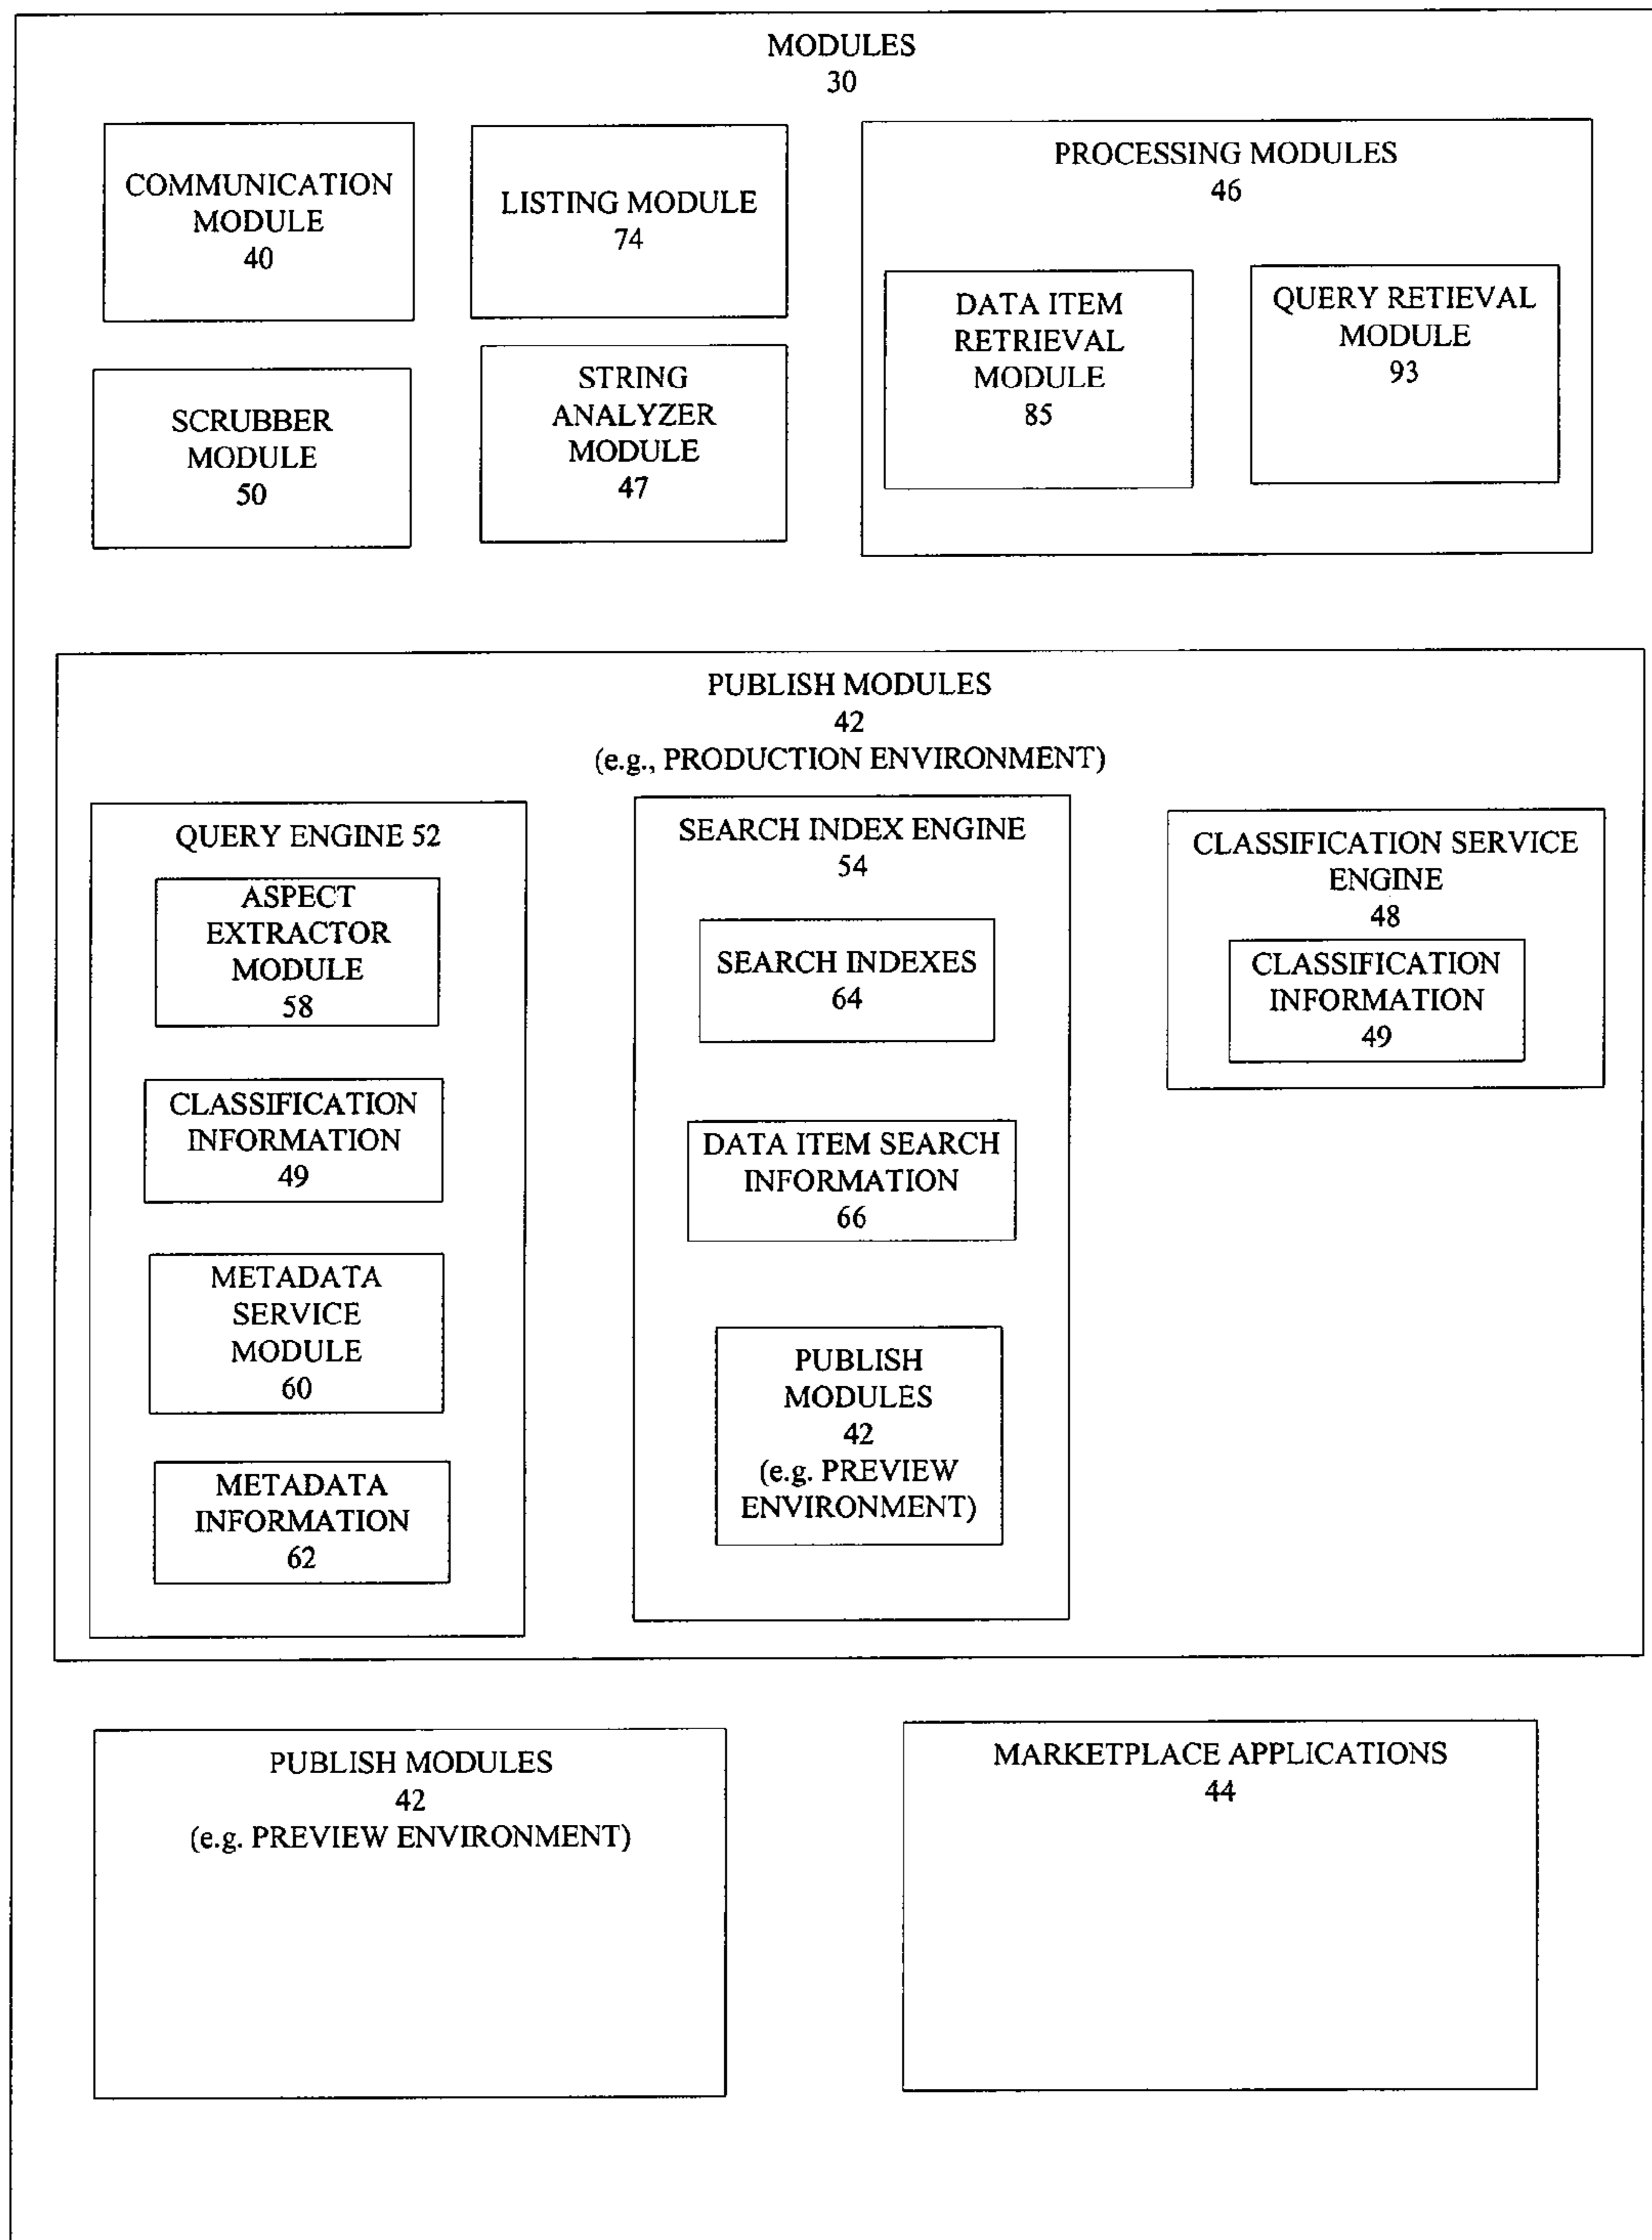 MODULES
30
COMMUNICATION
MODULE
40
LISTING MODULE
74
PROCESSING MODULES
46
DATA ITEM
RETRIEVAL
MODULE
85
QUERY RETIEVAL
MODULE
93
SCRUBBER
MODULE
50
STRING
ANALYZER
MODULE
47
PUBLISH MODULES
42
(e.g., PRODUCTION ENVIRONMENT)
QUERY ENGINE 52
ASPECT
EXTRACTOR
MODULE
58
CLASSIFICATION
INFORMATION
49
METADATA
SERVICE
MODULE
60
METADATA
INFORMATION
62
SEARCH INDEX ENGINE
54
SEARCH INDEXES
64
DATA ITEM SEARCH
INFORMATION
66
PUBLISH
MODULES
42
(e.g. PREVIEW
ENVIRONMENT)
CLASSIFICATION SERVICE
ENGINE
48
CLASSIFICATION
INFORMATION
49
PUBLISH MODULES
42
(e.g. PREVIEW ENVIRONMENT)
MARKETPLACE APPLICATIONS
44